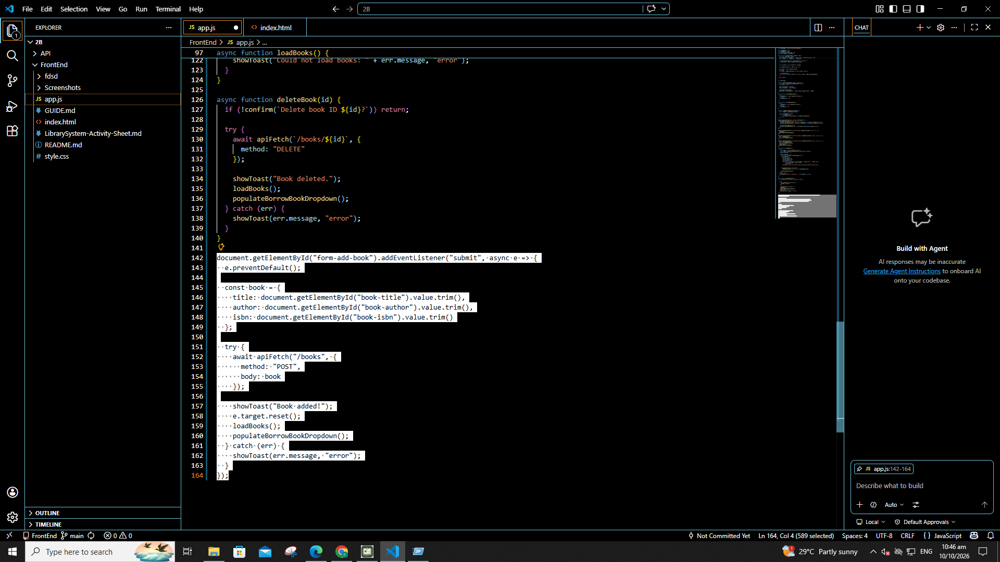 File Edit Selection View Go Run Terminal Help
2B
EXPLORER
JS app.js
index.html
CHAT
2B
API
FrontEnd
fdsd
Screenshots
JS app.js
GUIDE.md
index.html
LibrarySystem-Activity-Sheet.md
README.md
# style.css
OUTLINE
TIMELINE
FrontEnd > JS app.js > ...
97 async function loadBooks() {
122 showToast("Could not load books: " + err.message, "error");
123 }
124 }
125
126 async function deleteBook(id) {
127 if (!confirm(`Delete book ID ${id}?`)) return;
128
129 try {
130 await apiFetch(`/books/${id}`, {
131 method: "DELETE"
132 });
133
134 showToast("Book deleted.");
135 loadBooks();
136 populateBorrowBookDropdown();
137 } catch (err) {
138 showToast(err.message, "error");
139 }
140 }
141
142 document.getElementById("form-add-book").addEventListener("submit", async e => {
143 e.preventDefault();
144
145 const book = {
146 title: document.getElementById("book-title").value.trim(),
147 author: document.getElementById("book-author").value.trim(),
148 isbn: document.getElementById("book-isbn").value.trim()
149 };
150
151 try {
152 await apiFetch("/books", {
153 method: "POST",
154 body: book
155 });
156
157 showToast("Book added!");
158 e.target.reset();
159 loadBooks();
160 populateBorrowBookDropdown();
161 } catch (err) {
162 showToast(err.message, "error");
163 }
164 });
Build with Agent
AI responses may be inaccurate
Generate Agent Instructions to onboard AI
onto your codebase.
JS app.js:142-164
Describe what to build
Auto
Local Default Approvals
FrontEnd main 0 0
Not Committed Yet Ln 164, Col 4 (589 selected) Spaces: 4 UTF-8 CRLF {} JavaScript
Type here to search
1
29°C Partly sunny
ENG
10:46 am
10/10/2026